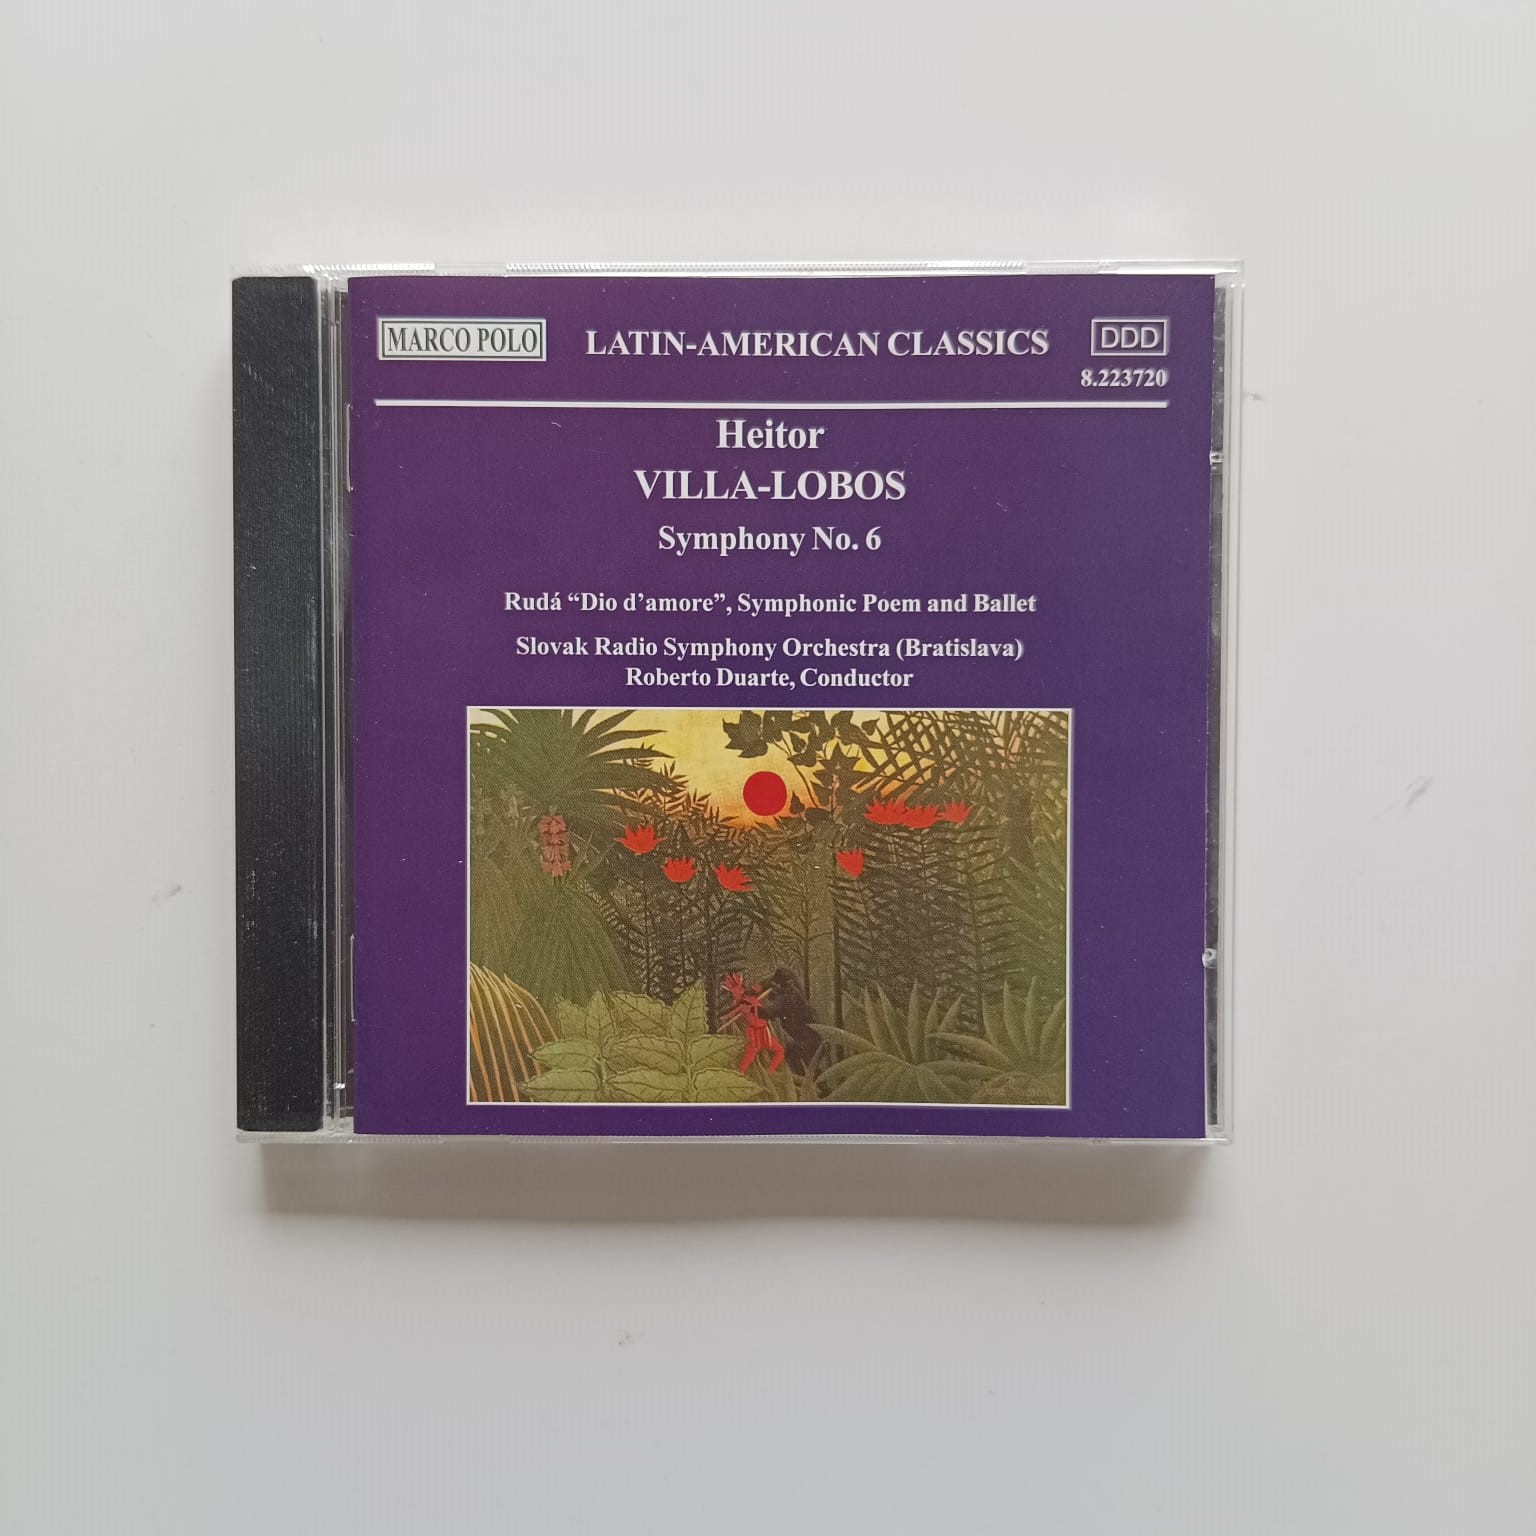 MARCO POLO
LATIN-AMERICAN CLASSICS
DDD
8.223720
Heitor
VILLA-LOBOS
Symphony No. 6
Rudá “Dio d’amore”, Symphonic Poem and Ballet
Slovak Radio Symphony Orchestra (Bratislava)
Roberto Duarte, Conductor